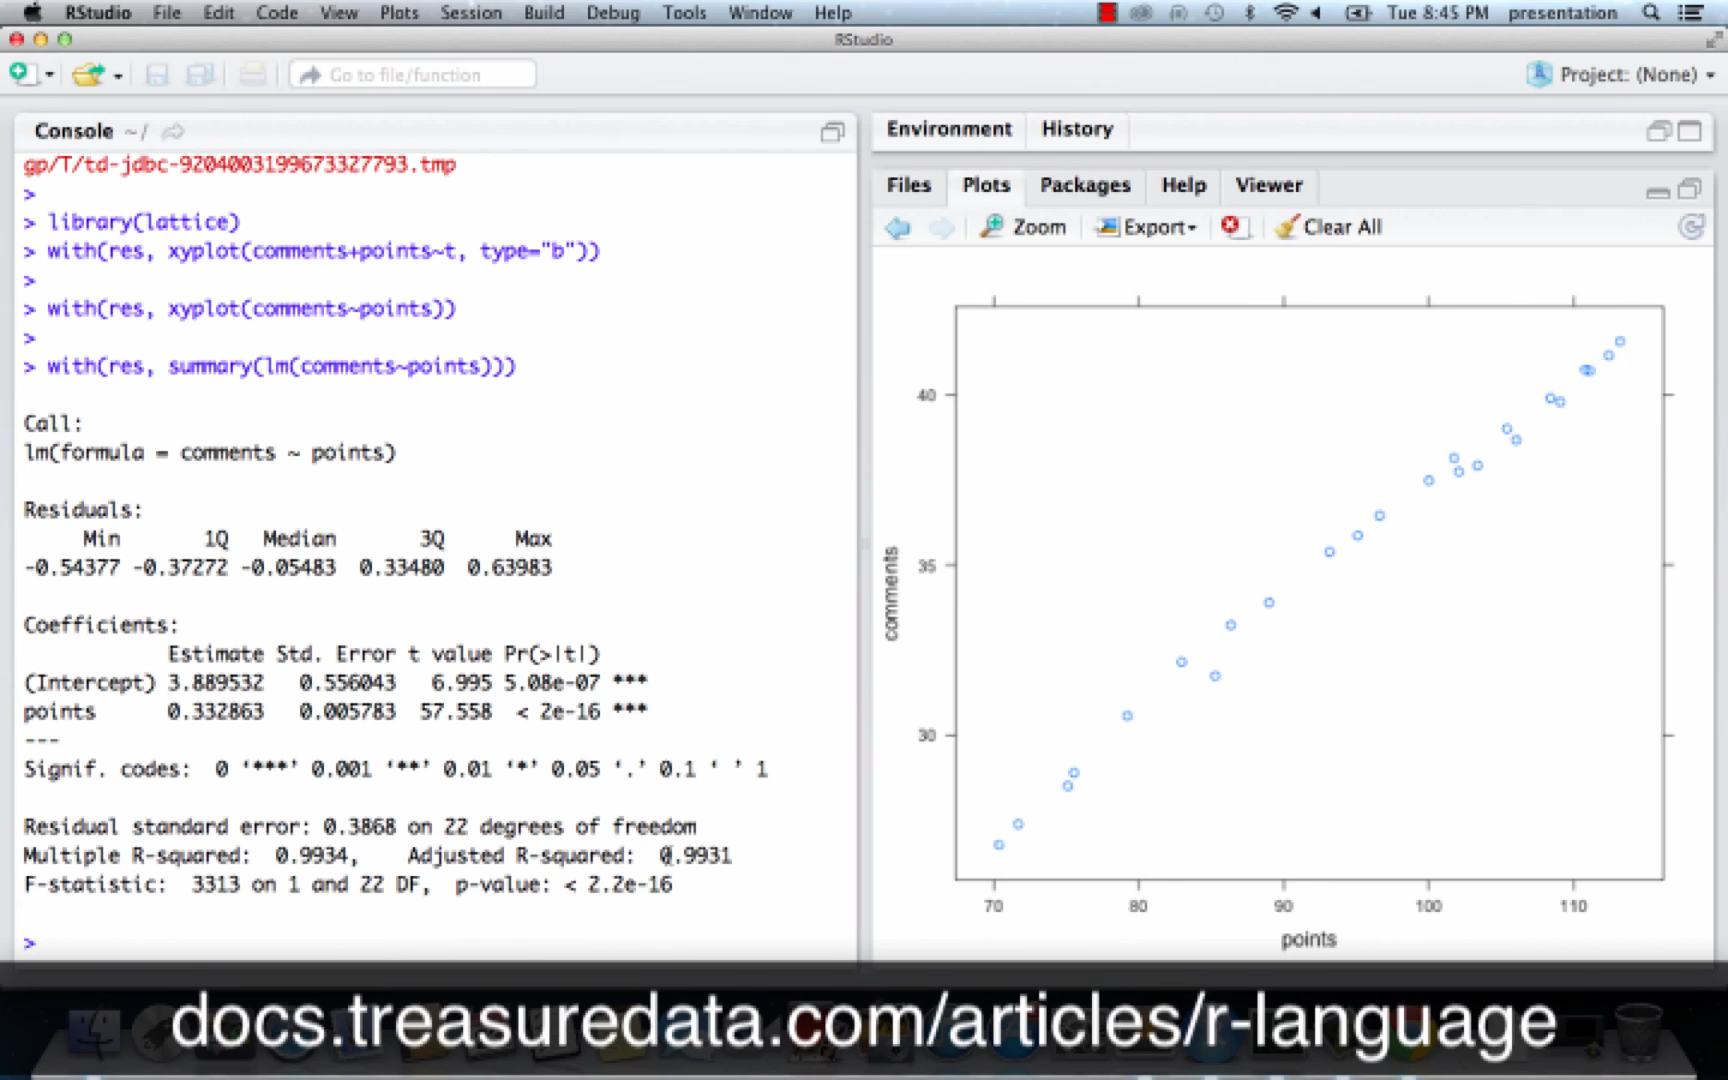 RStudio File Edit Code View Plots Session Build Debug Tools Window Help Tue 8:45 PM presentation
RStudio
Go to file/function
Project: (None)
Console ~/
gp/T/td-jdbc-9204003199673327793.tmp
>
> library(lattice)
> with(res, xyplot(comments+points~t, type="b"))
>
> with(res, xyplot(comments~points))
>
> with(res, summary(lm(comments~points)))
Call:
lm(formula = comments ~ points)
Residuals:
Min 1Q Median 3Q Max
-0.54377 -0.37272 -0.05483 0.33480 0.63983
Coefficients:
Estimate Std. Error t value Pr(>|t|)
(Intercept) 3.889532 0.556043 6.995 5.08e-07 ***
points 0.332863 0.005783 57.558 < 2e-16 ***
---
Signif. codes: 0 ‘***’ 0.001 ‘**’ 0.01 ‘*’ 0.05 ‘.’ 0.1 ‘ ’ 1
Residual standard error: 0.3868 on 22 degrees of freedom
Multiple R-squared: 0.9934, Adjusted R-squared: 0.9931
F-statistic: 3313 on 1 and 22 DF, p-value: < 2.2e-16
>
Environment History
Files Plots Packages Help Viewer
Zoom Export Clear All
40
35
30
comments
70 80 90 100 110
points
docs.treasuredata.com/articles/r-language